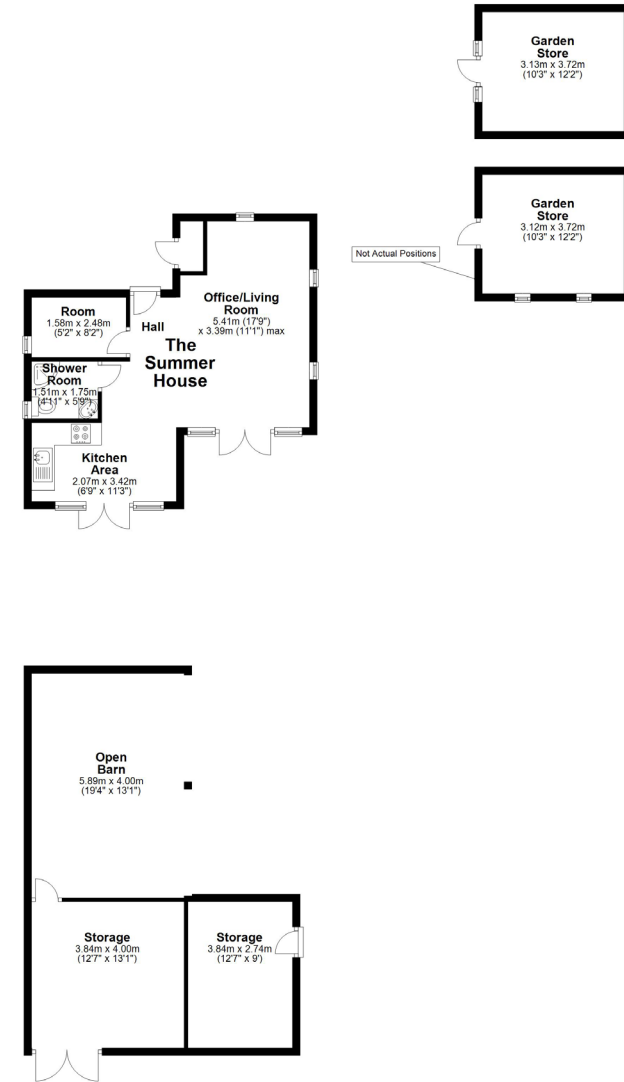 Garden
Store
3.13m x 3.72m
(10'3" x 12'2")
Garden
Store
3.12m x 3.72m
(10'3" x 12'2")
Not Actual Positions
Office/Living
Room
5.41m (17'9")
x 3.39m (11'1") max
Room
1.58m x 2.48m
(5'2" x 8'2")
Hall
The
Summer
House
Shower
Room
1.51m x 1.75m
(4'11" x 5'9")
Kitchen
Area
2.07m x 3.42m
(6'9" x 11'3")
Open
Barn
5.89m x 4.00m
(19'4" x 13'1")
Storage
3.84m x 4.00m
(12'7" x 13'1")
Storage
3.84m x 2.74m
(12'7" x 9')